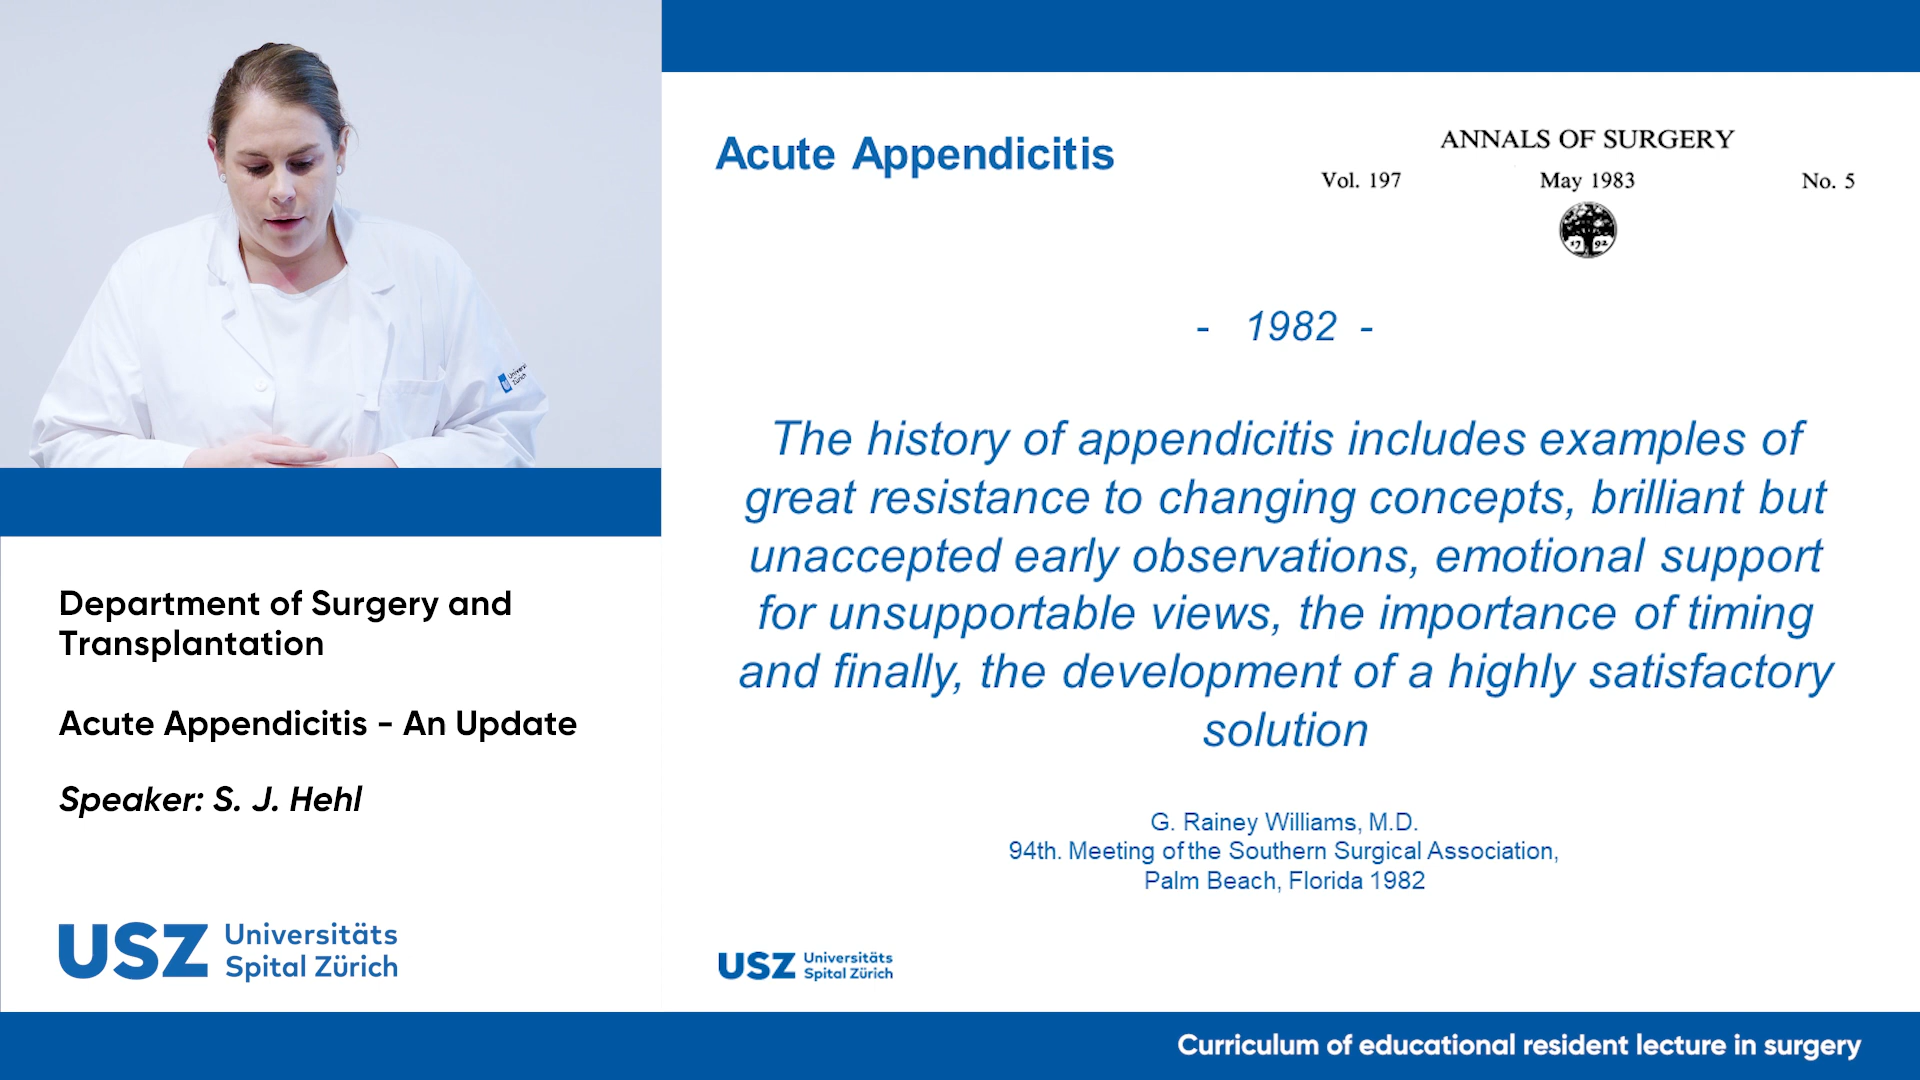 Acute Appendicitis
ANNALS OF SURGERY
Vol. 197 May 1983 No. 5
17 92
- 1982 -
The history of appendicitis includes examples of
great resistance to changing concepts, brilliant but
unaccepted early observations, emotional support
for unsupportable views, the importance of timing
and finally, the development of a highly satisfactory
solution
G. Rainey Williams, M.D.
94th. Meeting of the Southern Surgical Association,
Palm Beach, Florida 1982
USZ Universitäts
Spital Zürich
Department of Surgery and
Transplantation
Acute Appendicitis - An Update
Speaker: S. J. Hehl
USZ Universitäts
Spital Zürich
Curriculum of educational resident lecture in surgery